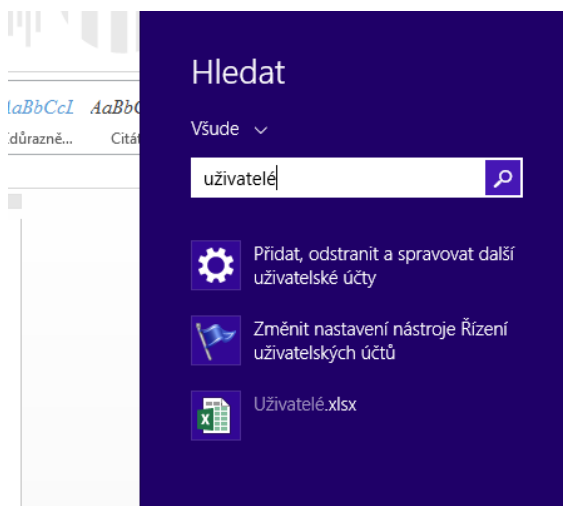 Hledat
AaBbCcI AaBbC
Zdůrazně... Citát
Všude
uživatelé
Přidat, odstranit a spravovat další
uživatelské účty
Změnit nastavení nástroje Řízení
uživatelských účtů
Uživatelé.xlsx